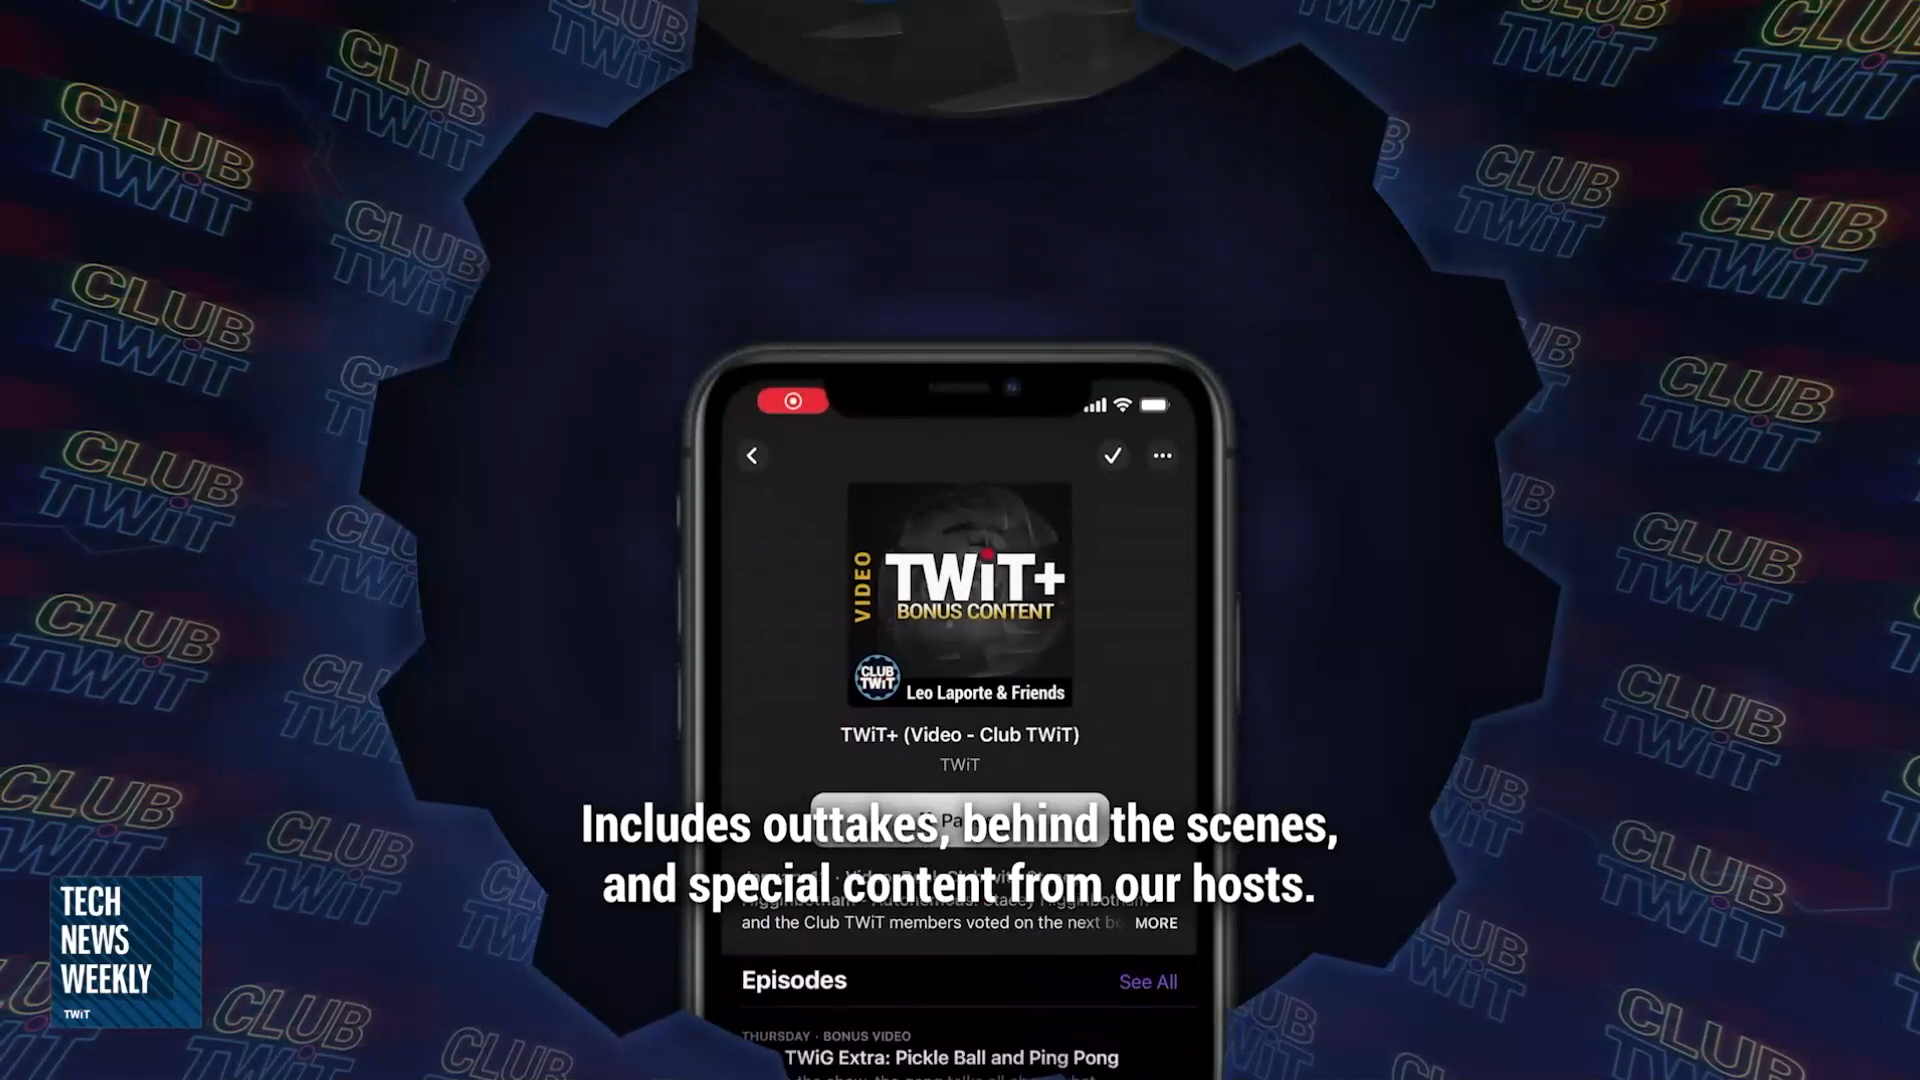 VIDEO
TWiT+
BONUS CONTENT
CLUB
TWiT
Leo Laporte & Friends
TWiT+ (Video - Club TWiT)
TWiT
Includes outtakes, behind the scenes,
and special content from our hosts.
and the Club TWiT members voted on the next
MORE
Episodes
See All
THURSDAY · BONUS VIDEO
TWiG Extra: Pickle Ball and Ping Pong
TECH
NEWS
WEEKLY
TWiT
CLUB
TWiT